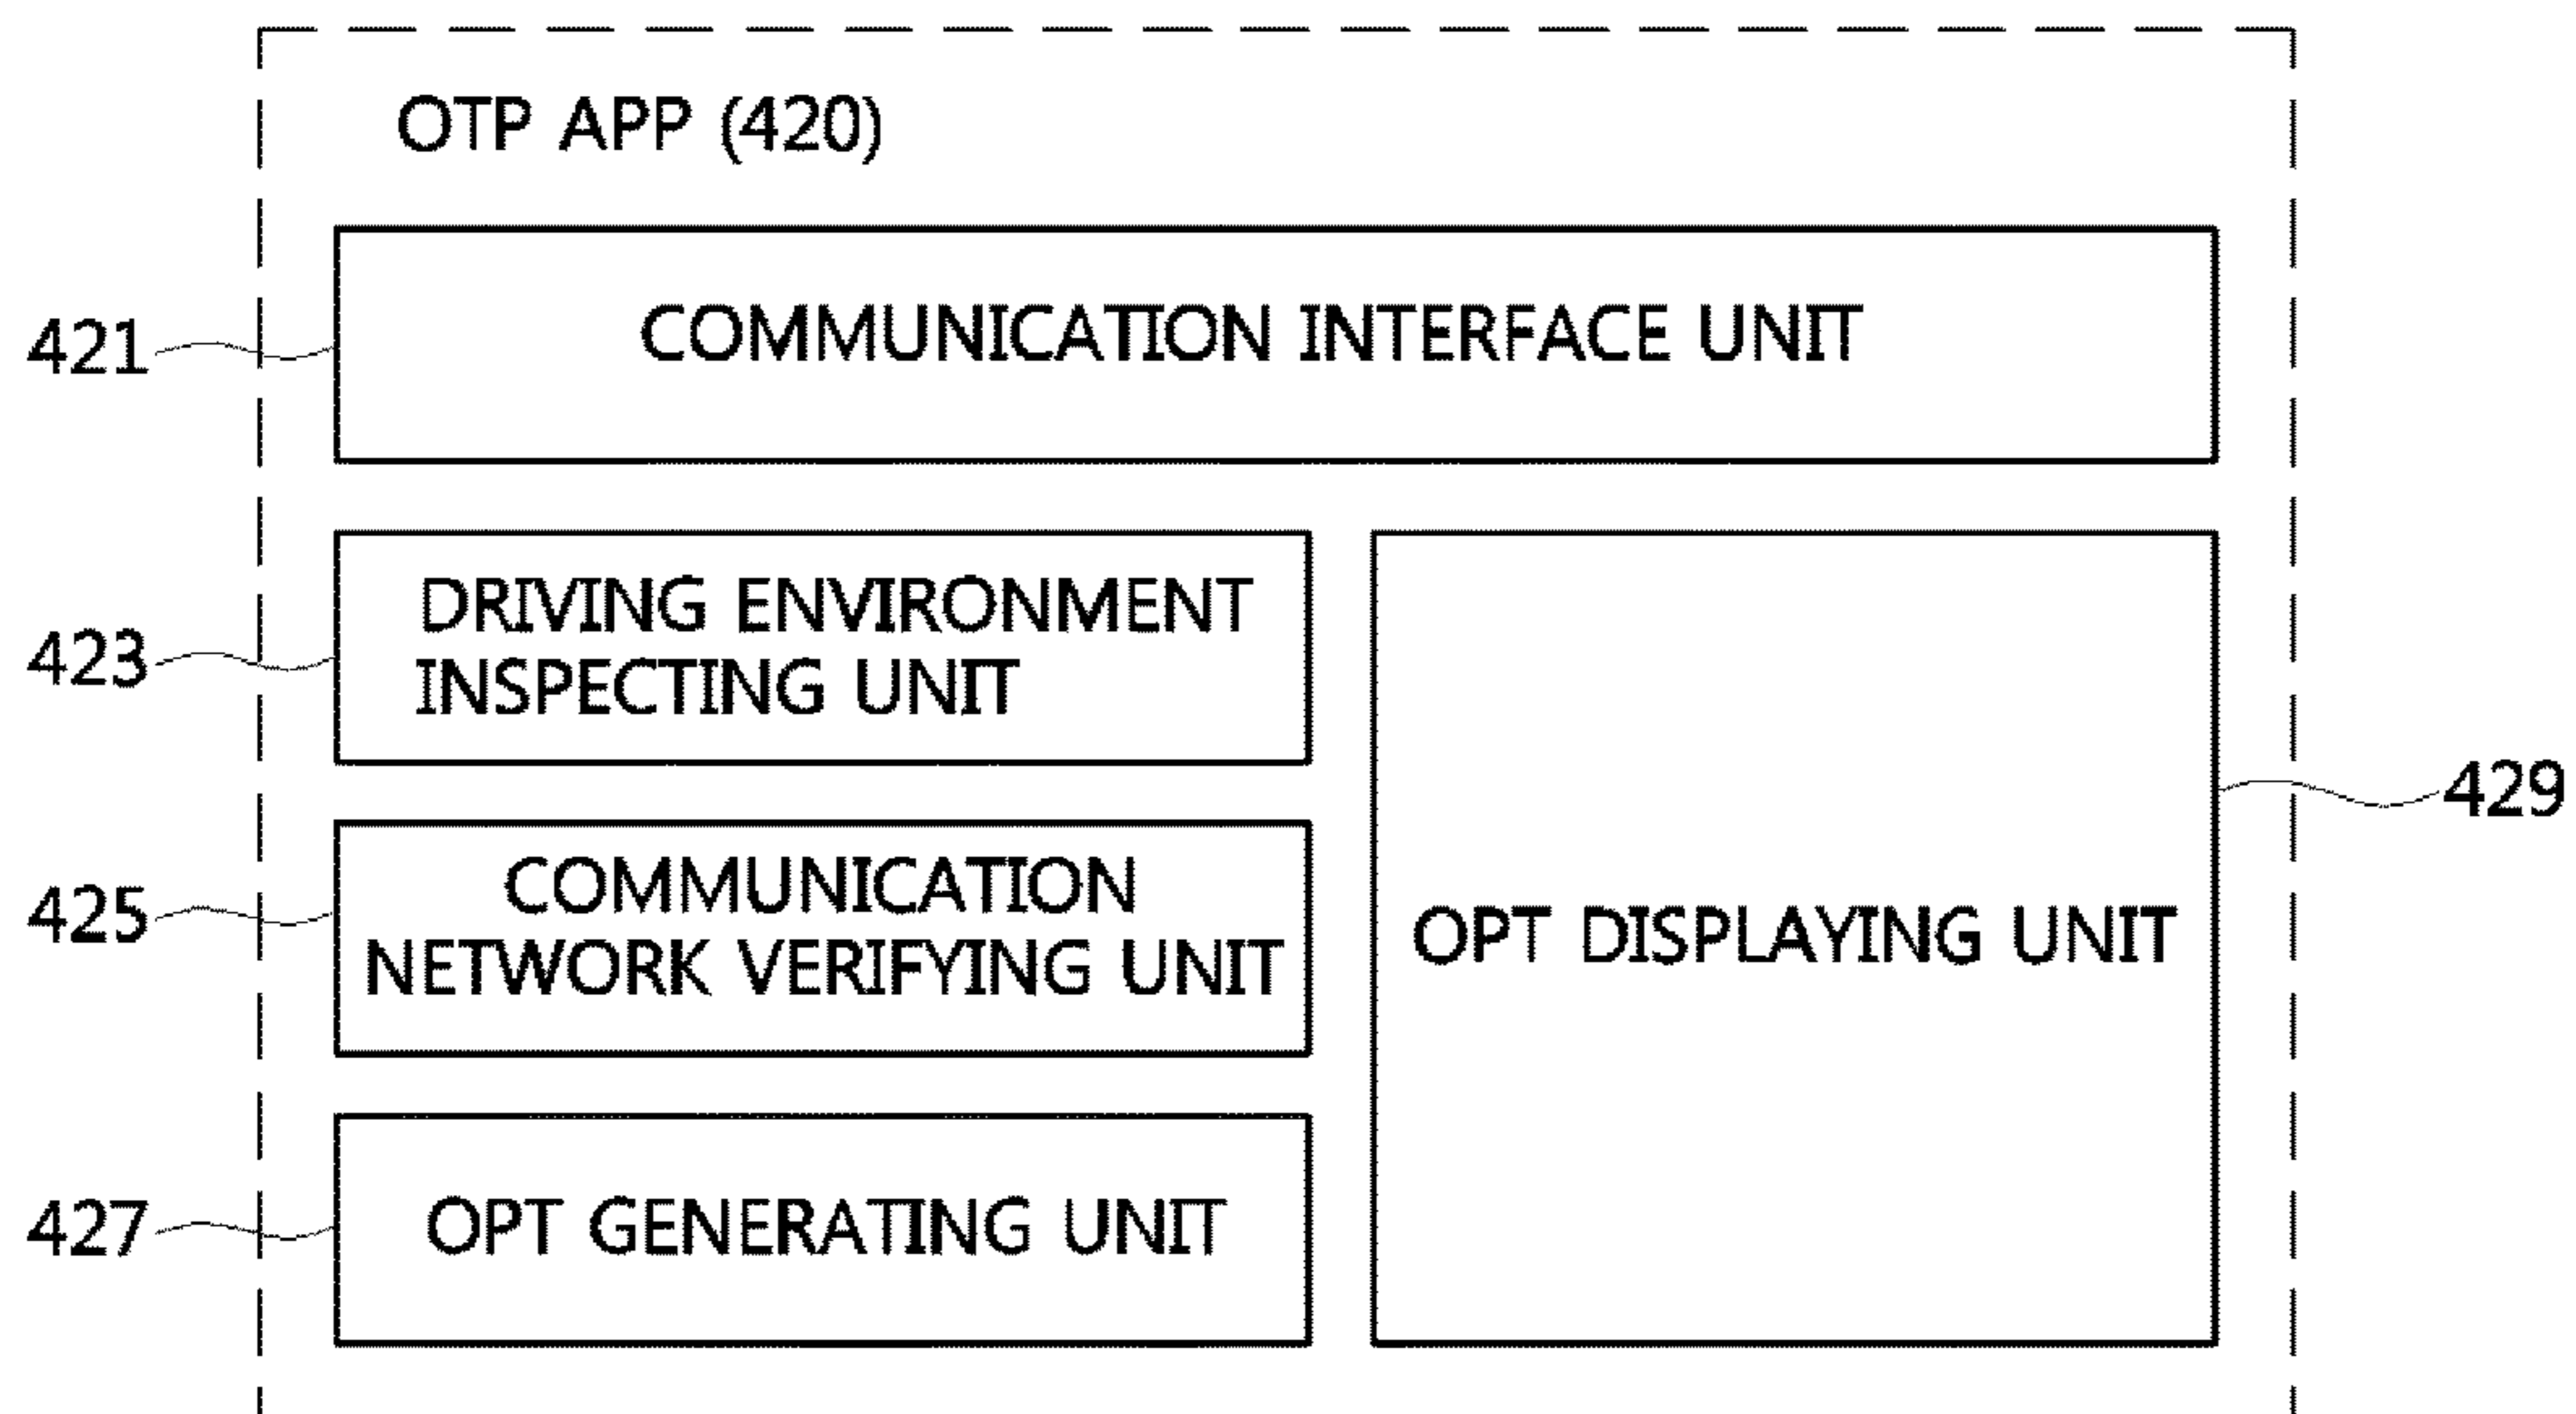 OTP APP (420)
421
COMMUNICATION INTERFACE UNIT
423
DRIVING ENVIRONMENT
INSPECTING UNIT
425
COMMUNICATION
NETWORK VERIFYING UNIT
427
OPT GENERATING UNIT
OPT DISPLAYING UNIT
429